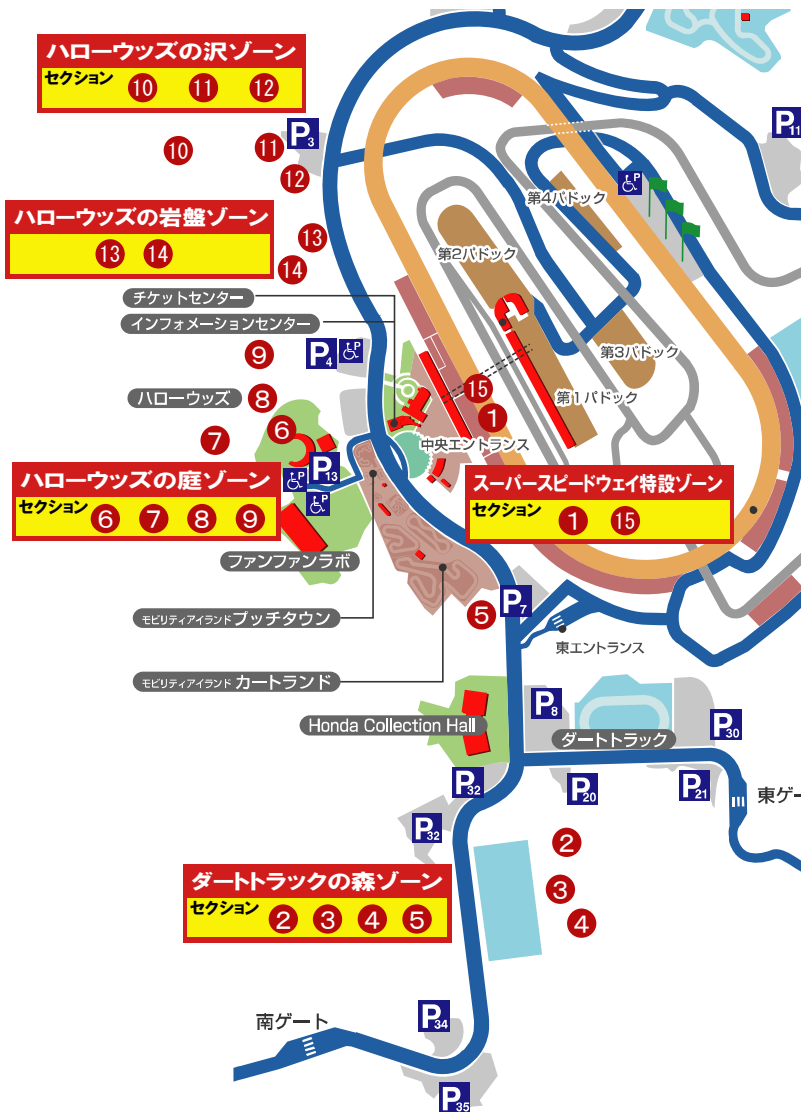 ハローウッズの沢ゾーン
セクション 10 11 12
P3
11
10
12
P11
第4パドック
ハローウッズの岩盤ゾーン
13 14
13
14
第2パドック
チケットセンター
インフォメーションセンター
9
P4
第3パドック
15
第1パドック
ハローウッズ
8
1
6
7
中央エントランス
P13
ハローウッズの庭ゾーン
セクション 6 7 8 9
スーパースピードウェイ特設ゾーン
セクション 1 15
ファンファンラボ
5
P7
モビリティアイランド プッチタウン
東エントランス
モビリティアイランド カートランド
P8
Honda Collection Hall
ダートトラック
P30
P32
P20
P21
東ゲー
P32
2
ダートトラックの森ゾーン
セクション 2 3 4 5
3
4
南ゲート
P34
P35